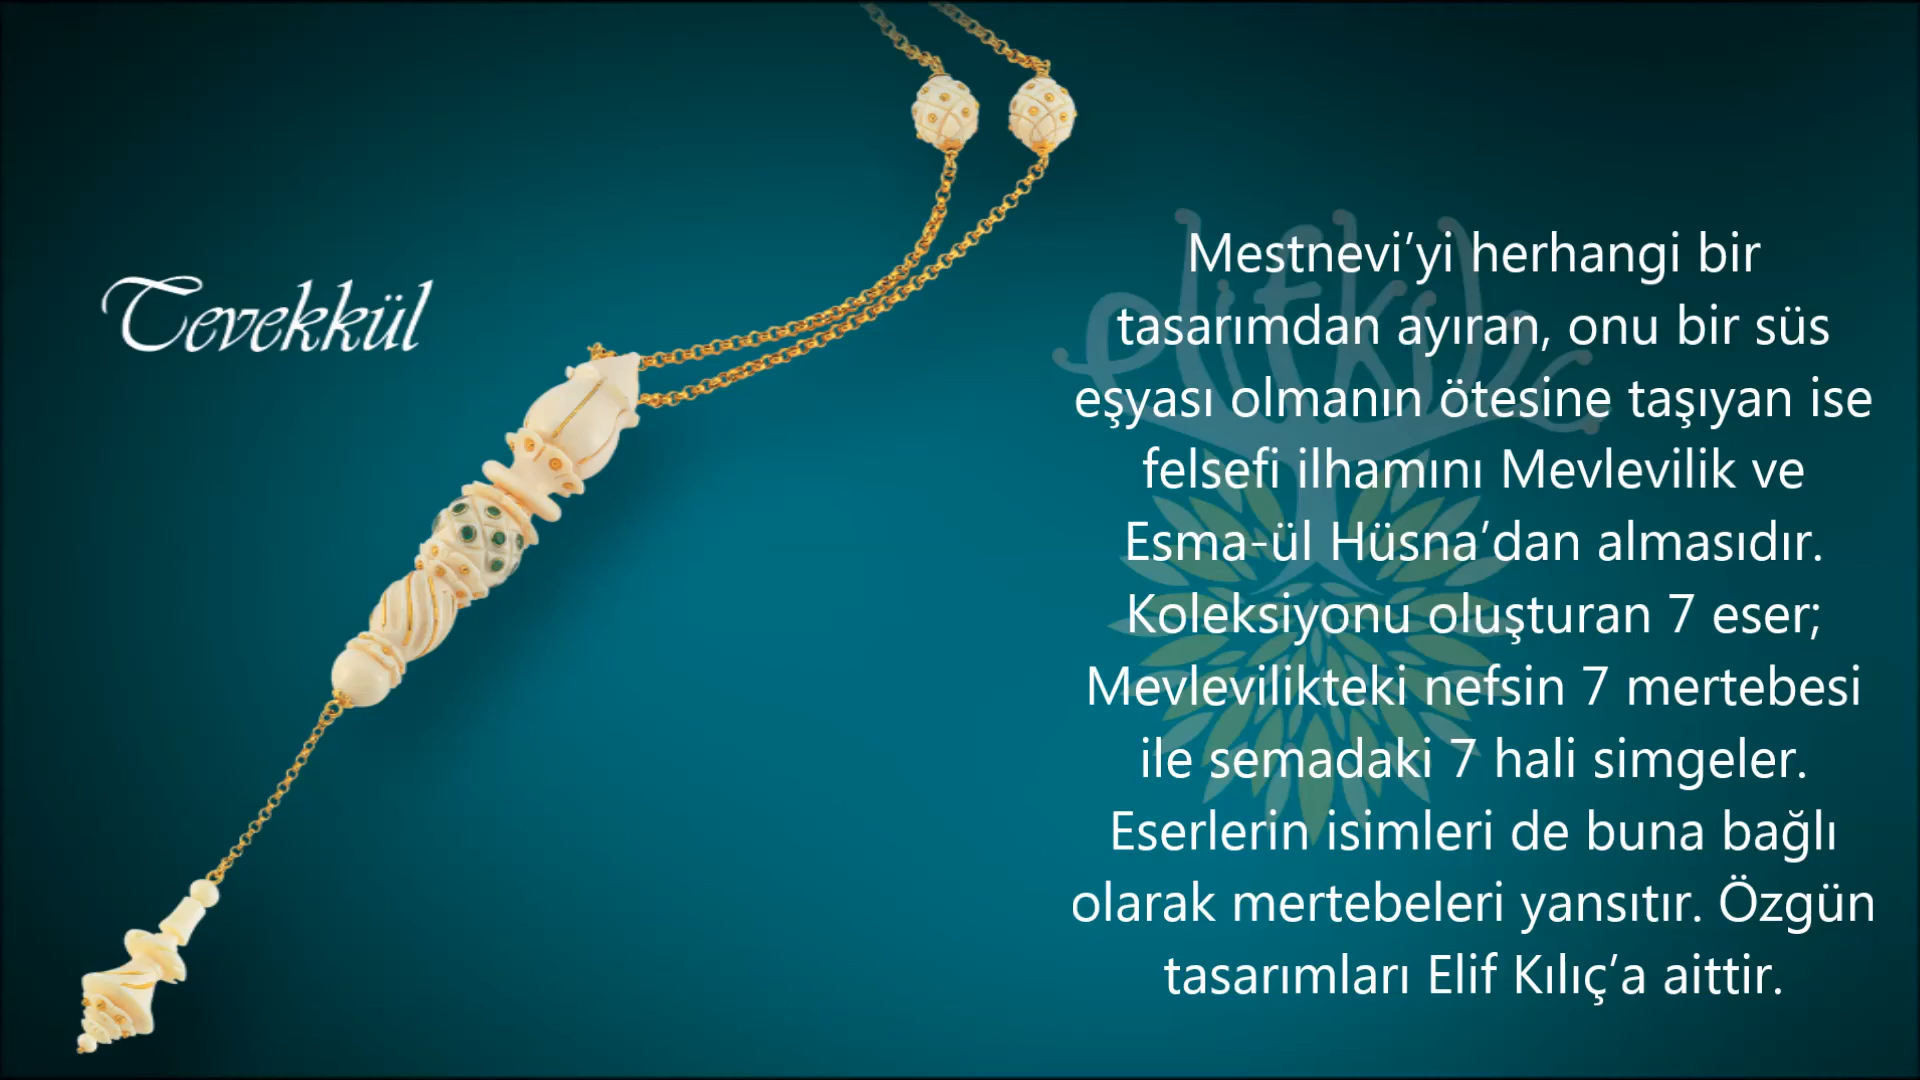 Tevekkül
Mestnevi’yi herhangi bir
tasarımdan ayıran, onu bir süs
eşyası olmanın ötesine taşıyan ise
felsefi ilhamını Mevlevilik ve
Esma-ül Hüsna’dan almasıdır.
Koleksiyonu oluşturan 7 eser;
Mevlevilikteki nefsin 7 mertebesi
ile semadaki 7 hali simgeler.
Eserlerin isimleri de buna bağlı
olarak mertebeleri yansıtır. Özgün
tasarımları Elif Kılıç’a aittir.
elifkılıç